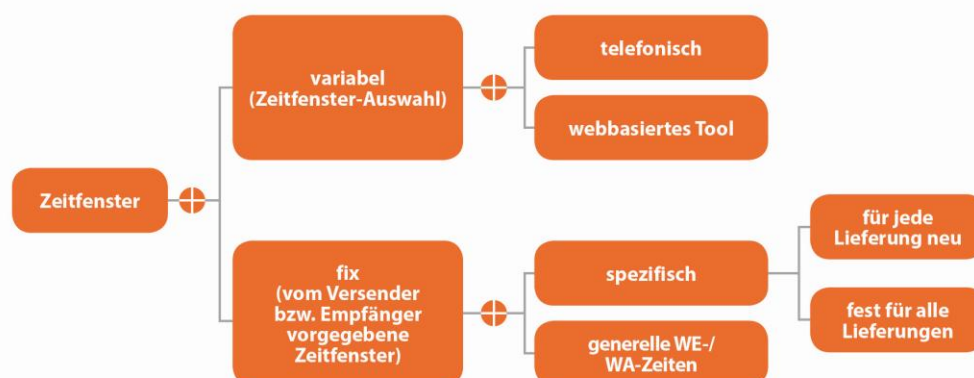 variabel
(Zeitfenster-Auswahl)
telefonisch
webbasiertes Tool
Zeitfenster
fix
(vom Versender
bzw. Empfänger
vorgegebene
Zeitfenster)
spezifisch
generelle WE-/
WA-Zeiten
für jede
Lieferung neu
fest für alle
Lieferungen